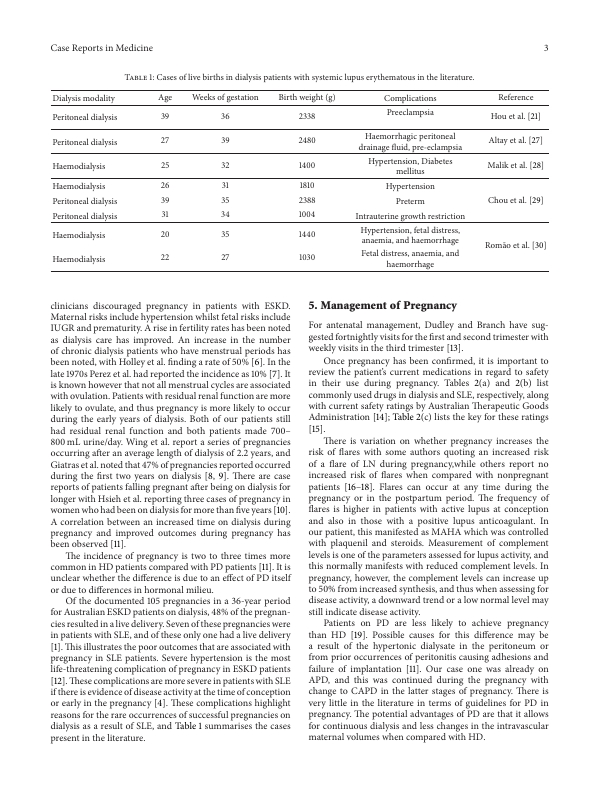 Case Reports in Medicine
3
Table 1: Cases of live births in dialysis patients with systemic lupus erythematous in the literature.
Dialysis modality Age Weeks of gestation Birth weight (g) Complications Reference
Peritoneal dialysis 39 36 2338 Preeclampsia Hou et al. [21]
Peritoneal dialysis 27 39 2480 Haemorrhagic peritoneal
drainage fluid, pre-eclampsia Altay et al. [27]
Haemodialysis 25 32 1400 Hypertension, Diabetes
mellitus Malik et al. [28]
Haemodialysis 26 31 1810 Hypertension
Peritoneal dialysis 39 35 2388 Preterm Chou et al. [29]
Peritoneal dialysis 31 34 1004 Intrauterine growth restriction
Haemodialysis 20 35 1440 Hypertension, fetal distress,
anaemia, and haemorrhage
Romão et al. [30]
Haemodialysis 22 27 1030 Fetal distress, anaemia, and
haemorrhage
clinicians discouraged pregnancy in patients with ESKD.
Maternal risks include hypertension whilst fetal risks include
IUGR and prematurity. A rise in fertility rates has been noted
as dialysis care has improved. An increase in the number
of chronic dialysis patients who have menstrual periods has
been noted, with Holley et al. finding a rate of 50% [6]. In the
late 1970s Perez et al. had reported the incidence as 10% [7]. It
is known however that not all menstrual cycles are associated
with ovulation. Patients with residual renal function are more
likely to ovulate, and thus pregnancy is more likely to occur
during the early years of dialysis. Both of our patients still
had residual renal function and both patients made 700–
800 mL urine/day. Wing et al. report a series of pregnancies
occurring after an average length of dialysis of 2.2 years, and
Giatras et al. noted that 47% of pregnancies reported occurred
during the first two years on dialysis [8, 9]. There are case
reports of patients falling pregnant after being on dialysis for
longer with Hsieh et al. reporting three cases of pregnancy in
women who had been on dialysis for more than five years [10].
A correlation between an increased time on dialysis during
pregnancy and improved outcomes during pregnancy has
been observed [11].
The incidence of pregnancy is two to three times more
common in HD patients compared with PD patients [11]. It is
unclear whether the difference is due to an effect of PD itself
or due to differences in hormonal milieu.
Of the documented 105 pregnancies in a 36-year period
for Australian ESKD patients on dialysis, 48% of the pregnan-
cies resulted in a live delivery. Seven of these pregnancies were
in patients with SLE, and of these only one had a live delivery
[1]. This illustrates the poor outcomes that are associated with
pregnancy in SLE patients. Severe hypertension is the most
life-threatening complication of pregnancy in ESKD patients
[12]. These complications are more severe in patients with SLE
if there is evidence of disease activity at the time of conception
or early in the pregnancy [4]. These complications highlight
reasons for the rare occurrences of successful pregnancies on
dialysis as a result of SLE, and Table 1 summarises the cases
present in the literature.
5. Management of Pregnancy
For antenatal management, Dudley and Branch have sug-
gested fortnightly visits for the first and second trimester with
weekly visits in the third trimester [13].
Once pregnancy has been confirmed, it is important to
review the patient's current medications in regard to safety
in their use during pregnancy. Tables 2(a) and 2(b) list
commonly used drugs in dialysis and SLE, respectively, along
with current safety ratings by Australian Therapeutic Goods
Administration [14]; Table 2(c) lists the key for these ratings
[15].
There is variation on whether pregnancy increases the
risk of flares with some authors quoting an increased risk
of a flare of LN during pregnancy,while others report no
increased risk of flares when compared with nonpregnant
patients [16–18]. Flares can occur at any time during the
pregnancy or in the postpartum period. The frequency of
flares is higher in patients with active lupus at conception
and also in those with a positive lupus anticoagulant. In
our patient, this manifested as MAHA which was controlled
with plaquenil and steroids. Measurement of complement
levels is one of the parameters assessed for lupus activity, and
this normally manifests with reduced complement levels. In
pregnancy, however, the complement levels can increase up
to 50% from increased synthesis, and thus when assessing for
disease activity, a downward trend or a low normal level may
still indicate disease activity.
Patients on PD are less likely to achieve pregnancy
than HD [19]. Possible causes for this difference may be
a result of the hypertonic dialysate in the peritoneum or
from prior occurrences of peritonitis causing adhesions and
failure of implantation [11]. Our case one was already on
APD, and this was continued during the pregnancy with
change to CAPD in the latter stages of pregnancy. There is
very little in the literature in terms of guidelines for PD in
pregnancy. The potential advantages of PD are that it allows
for continuous dialysis and less changes in the intravascular
maternal volumes when compared with HD.